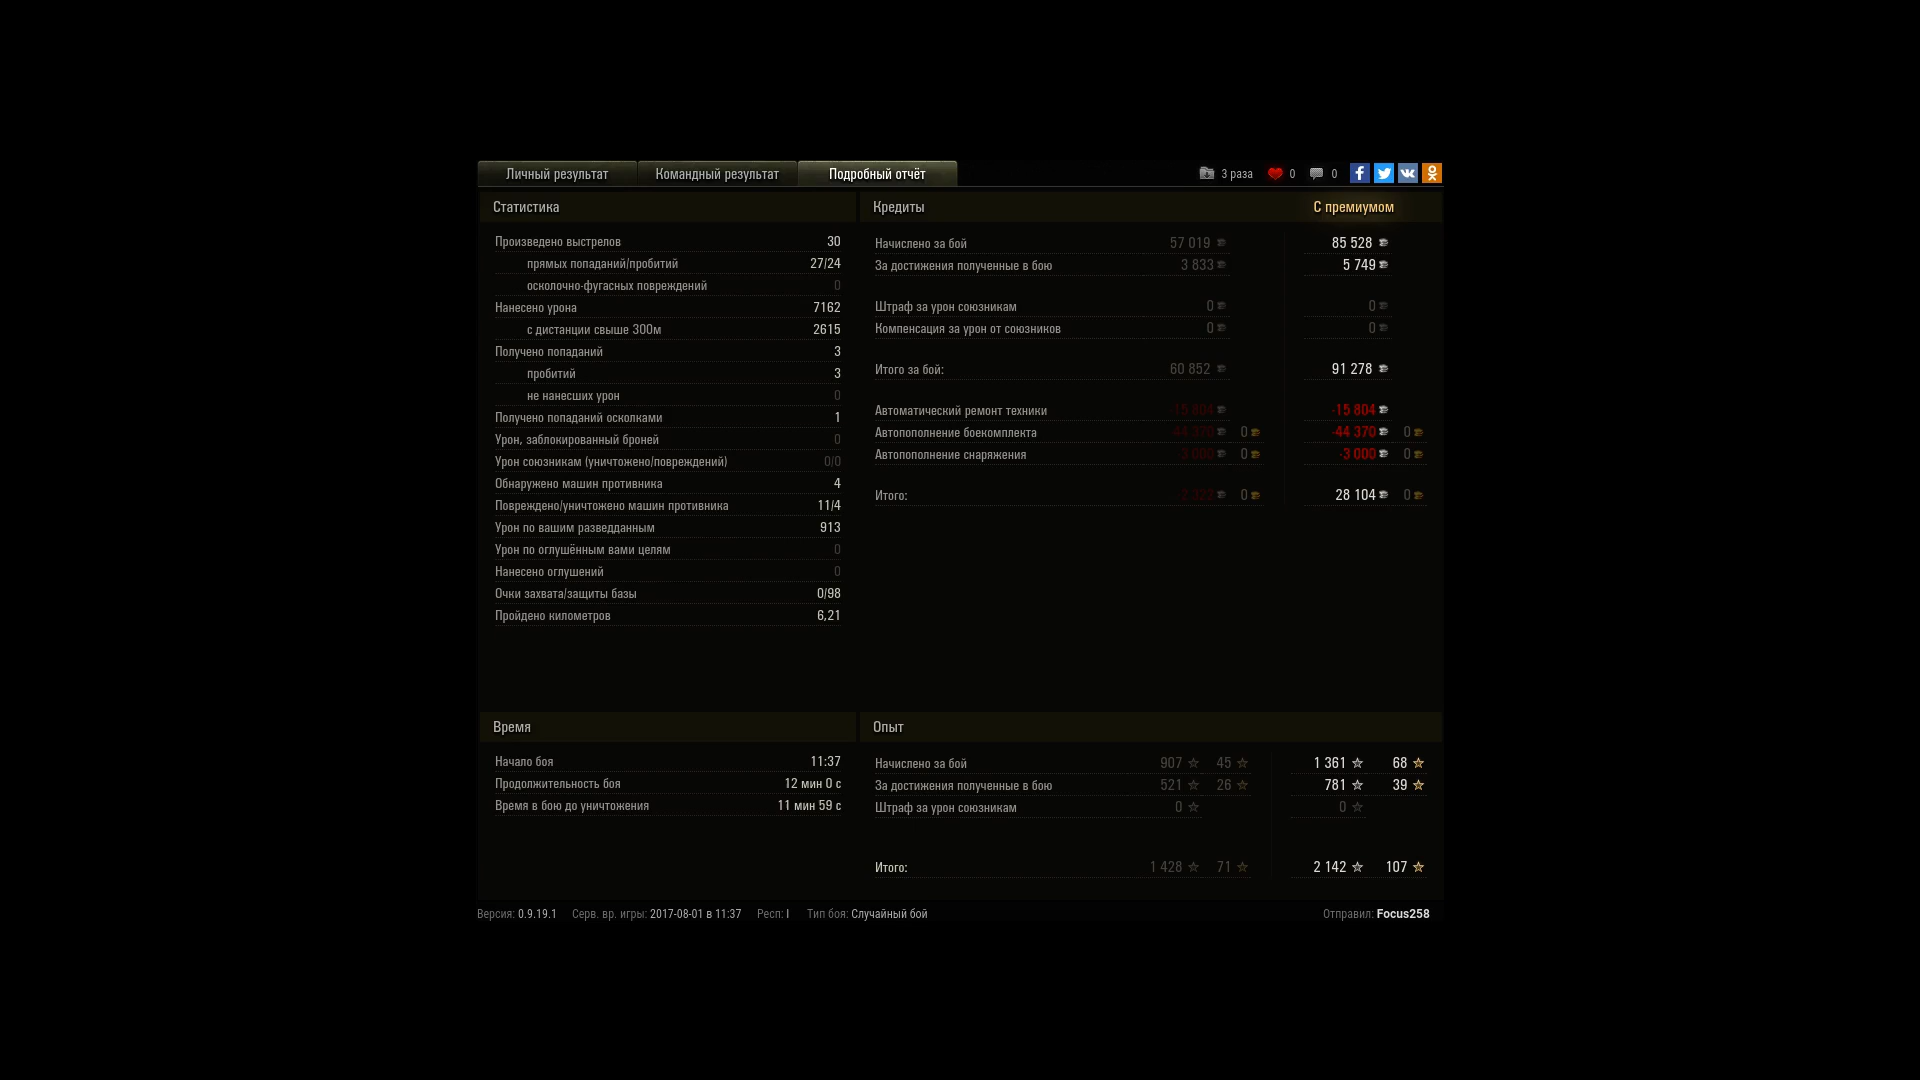 Личный результат Командный результат Подробный отчёт 3 раза 0 0
Статистика
Произведено выстрелов 30
прямых попаданий/пробитий 27/24
осколочно-фугасных повреждений 0
Нанесено урона 7162
с дистанции свыше 300м 2615
Получено попаданий 3
пробитий 3
не нанесших урон 0
Получено попаданий осколками 1
Урон, заблокированный броней 0
Урон союзникам (уничтожено/повреждений) 0/0
Обнаружено машин противника 4
Повреждено/уничтожено машин противника 11/4
Урон по вашим разведданным 913
Урон по оглушённым вами целям 0
Нанесено оглушений 0
Очки захвата/защиты базы 0/98
Пройдено километров 6,21
Кредиты С премиумом
Начислено за бой 57 019 85 528
За достижения полученные в бою 3 833 5 749
Штраф за урон союзникам 0 0
Компенсация за урон от союзников 0 0
Итого за бой: 60 852 91 278
Автоматический ремонт техники -15 804 -15 804
Автопополнение боекомплекта -44 370 0 -44 370 0
Автопополнение снаряжения -3 000 0 -3 000 0
Итого: -2 322 0 28 104 0
Время
Начало боя 11:37
Продолжительность боя 12 мин 0 с
Время в бою до уничтожения 11 мин 59 с
Опыт
Начислено за бой 907 45 1 361 68
За достижения полученные в бою 521 26 781 39
Штраф за урон союзникам 0 0
Итого: 1 428 71 2 142 107
Версия: 0.9.19.1 Серв. вр. игры: 2017-08-01 в 11:37 Респ: I Тип боя: Случайный бой Отправил: Focus258